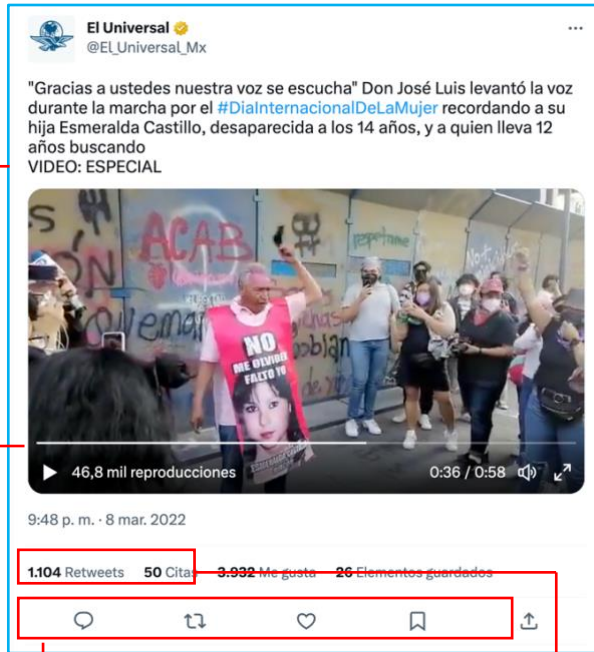 El Universal
@El_Universal_Mx
"Gracias a ustedes nuestra voz se escucha" Don José Luis levantó la voz
durante la marcha por el #DiaInternacionalDeLaMujer recordando a su
hija Esmeralda Castillo, desaparecida a los 14 años, y a quien lleva 12
años buscando
VIDEO: ESPECIAL
ACAB
respetame
NO
ME OLVIDEN
FALTO YO
46,8 mil reproducciones
0:36 / 0:58
9:48 p. m. · 8 mar. 2022
1.104 Retweets 50 Citas 3.932 Me gusta 26 Elementos guardados